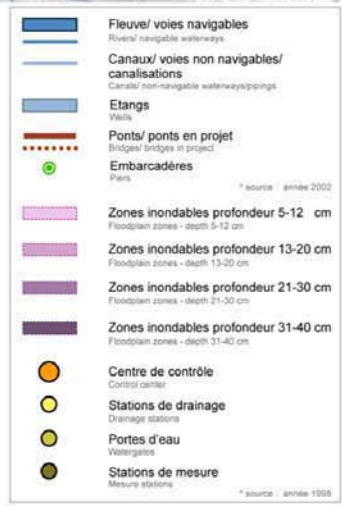 Fleuve/ voies navigables
Rivers/ navigable waterways
Canaux/ voies non navigables/
canalisations
Canals/ non-navigable waterways/pipings
Etangs
Wells
Ponts/ ponts en projet
Bridges/ bridges in project
Embarcadères
Piers
* source : année 2002
Zones inondables profondeur 5-12 cm
Floodplain zones - depth 5-12 cm
Zones inondables profondeur 13-20 cm
Floodplain zones - depth 13-20 cm
Zones inondables profondeur 21-30 cm
Floodplain zones - depth 21-30 cm
Zones inondables profondeur 31-40 cm
Floodplain zones - depth 31-40 cm
Centre de contrôle
Control center
Stations de drainage
Drainage stations
Portes d'eau
Watergates
Stations de mesure
Mesure stations
* source : année 1998